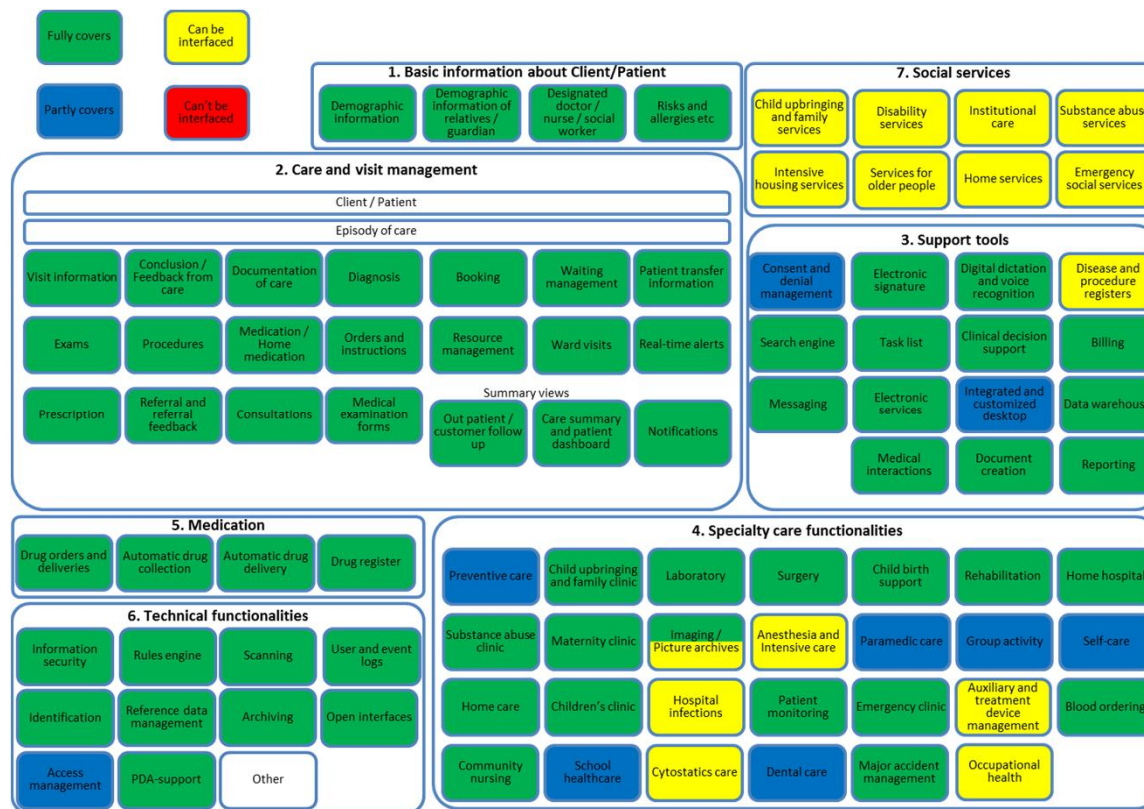 Fully covers
Can be
interfaced
Partly covers
Can't be
interfaced
1. Basic information about Client/Patient
Demographic
information
Demographic
information of
relatives /
guardian
Designated
doctor /
nurse / social
worker
Risks and
allergies etc
7. Social services
Child upbringing
and family
services
Disability
services
Institutional
care
Substance abuse
services
Intensive
housing services
Services for
older people
Home services
Emergency
social services
2. Care and visit management
Client / Patient
Episody of care
Visit information
Conclusion /
Feedback from
care
Documentation
of care
Diagnosis
Booking
Waiting
management
Patient transfer
Information
Exams
Procedures
Medication /
Home
medication
Orders and
instructions
Resource
management
Ward visits
Real-time alerts
Summary views
Prescription
Referral and
referral
feedback
Consultations
Medical
examination
forms
Out patient /
customer follow
up
Care summary
and patient
dashboard
Notifications
3. Support tools
Consent and
denial
management
Electronic
signature
Digital dictation
and voice
recognition
Disease and
procedure
registers
Search engine
Task list
Clinical decision
support
Billing
Messaging
Electronic
services
Integrated and
customized
desktop
Data warehouse
Medical
interactions
Document
creation
Reporting
5. Medication
Drug orders and
deliveries
Automatic drug
collection
Automatic drug
delivery
Drug register
6. Technical functionalities
Information
security
Rules engine
Scanning
User and event
logs
Identification
Reference data
management
Archiving
Open interfaces
Access
management
PDA-support
Other
4. Specialty care functionalities
Preventive care
Child upbringing
and family clinic
Laboratory
Surgery
Child birth
support
Rehabilitation
Home hospital
Substance abuse
clinic
Maternity clinic
Imaging /
Picture archives
Anesthesia and
Intensive care
Paramedic care
Group activity
Self-care
Home care
Children's clinic
Hospital
infections
Patient
monitoring
Emergency clinic
Auxiliary and
treatment
device
management
Blood ordering
Community
nursing
School
healthcare
Cytostatics care
Dental care
Major accident
management
Occupational
health